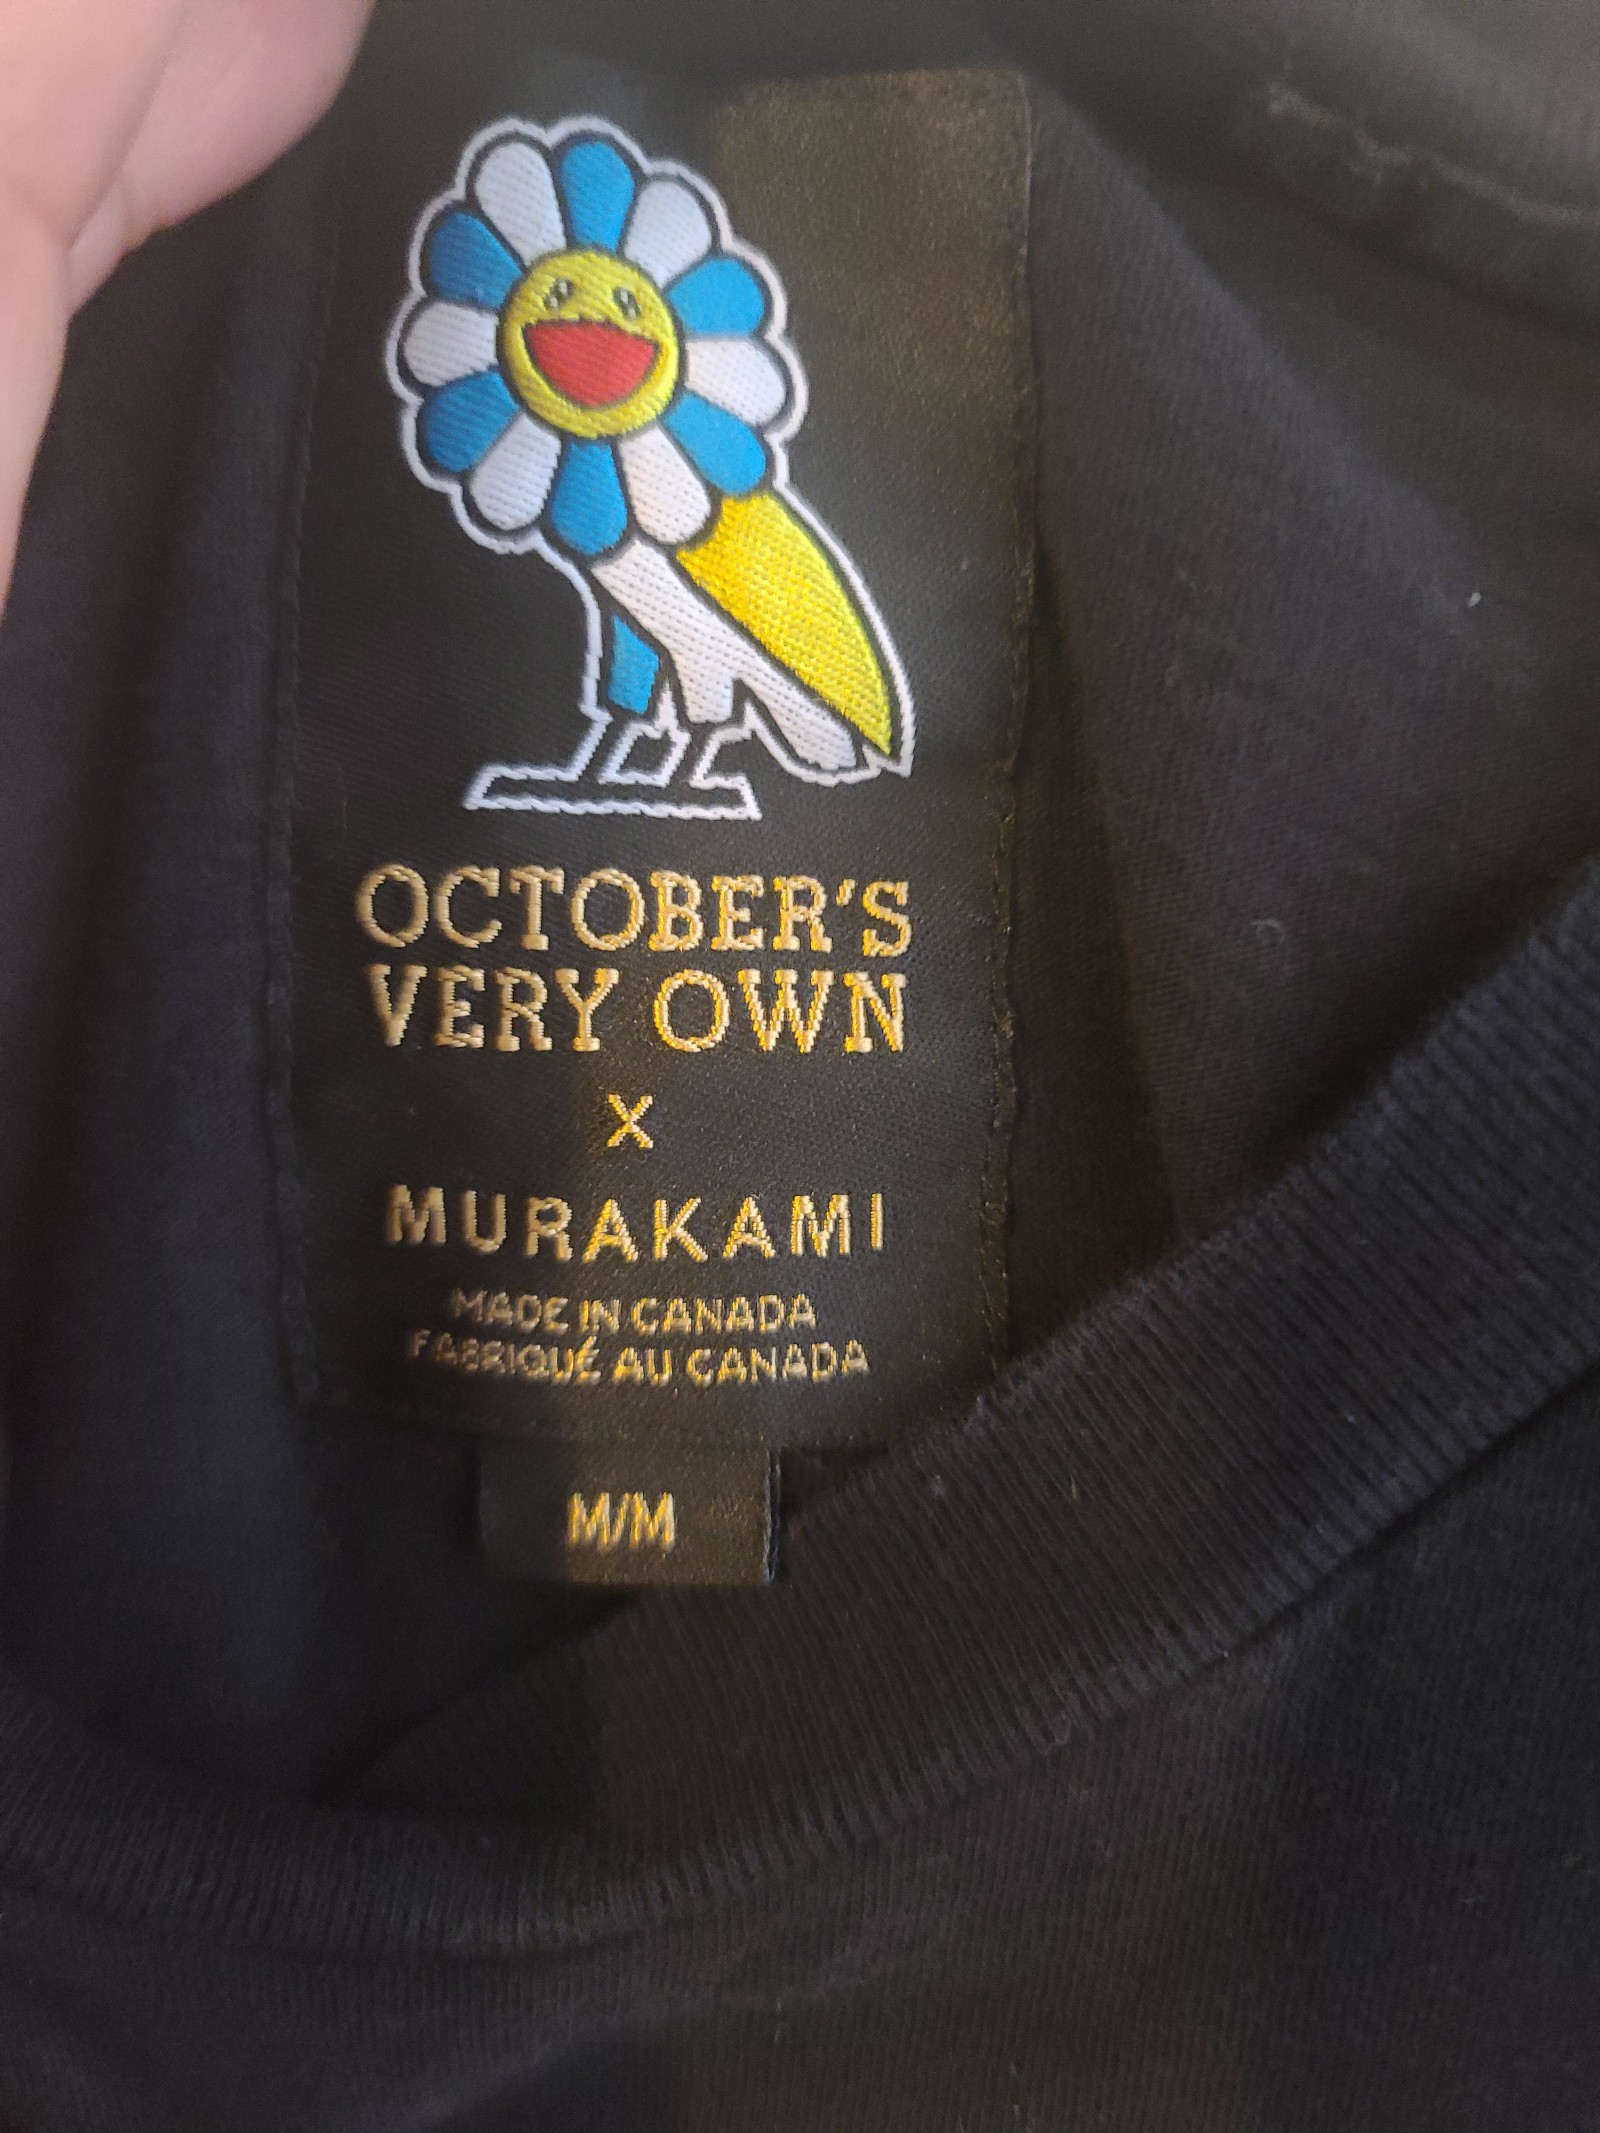 OCTOBER'S
VERY OWN
X
MURAKAMI
MADE IN CANADA
FABRIQUÉ AU CANADA
M/M